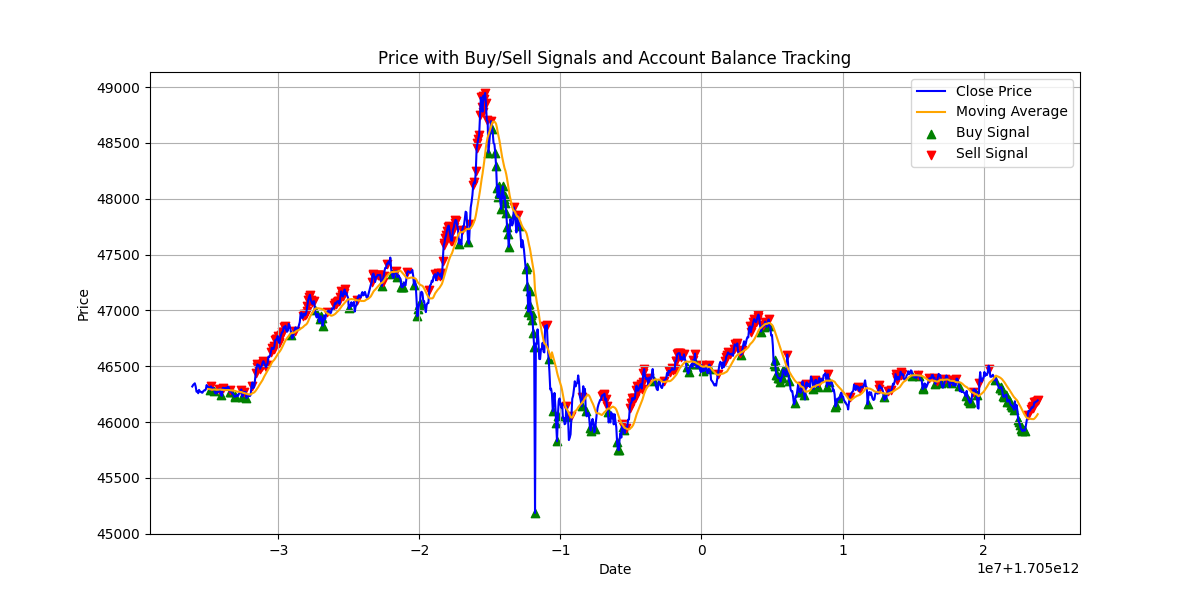 Price with Buy/Sell Signals and Account Balance Tracking
49000
48500
48000
47500
47000
46500
46000
45500
45000
Price
Close Price
Moving Average
Buy Signal
Sell Signal
−3 −2 −1 0 1 2
Date
1e7+1.705e12